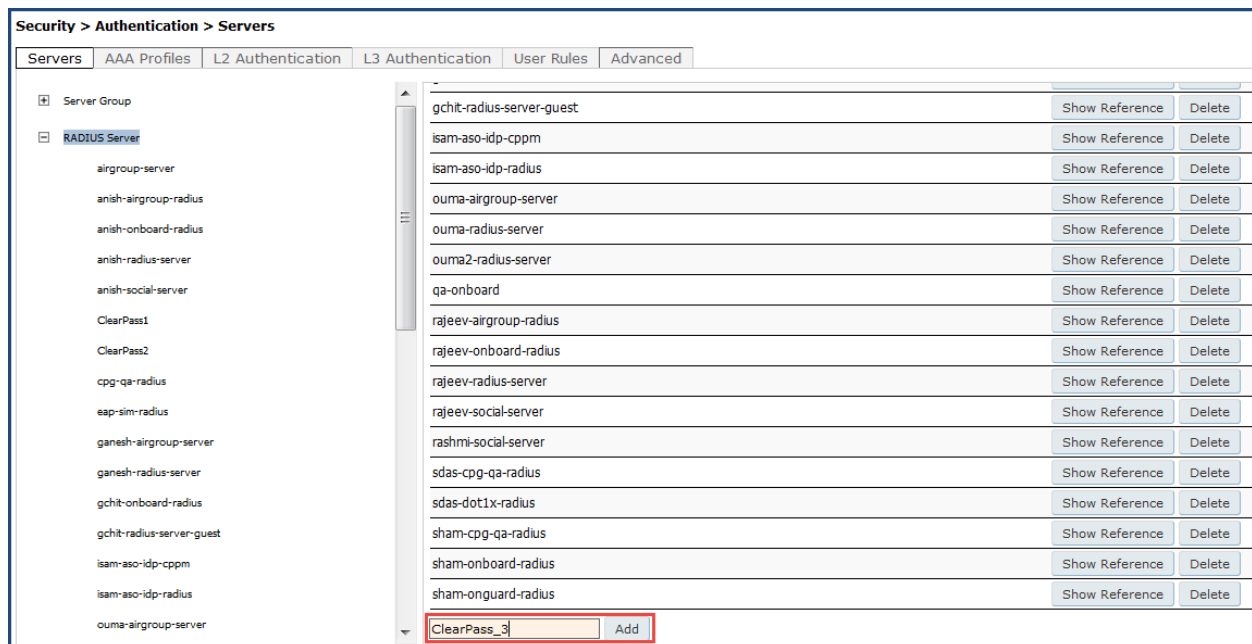 Security > Authentication > Servers
Servers AAA Profiles L2 Authentication L3 Authentication User Rules Advanced
Server Group
RADIUS Server
airgroup-server
anish-airgroup-radius
anish-onboard-radius
anish-radius-server
anish-social-server
ClearPass1
ClearPass2
cpg-qa-radius
eap-sim-radius
ganesh-airgroup-server
ganesh-radius-server
gchit-onboard-radius
gchit-radius-server-guest
isam-aso-idp-cppm
isam-aso-idp-radius
ouma-airgroup-server
gchit-radius-server-guest Show Reference Delete
isam-aso-idp-cppm Show Reference Delete
isam-aso-idp-radius Show Reference Delete
ouma-airgroup-server Show Reference Delete
ouma-radius-server Show Reference Delete
ouma2-radius-server Show Reference Delete
qa-onboard Show Reference Delete
rajeev-airgroup-radius Show Reference Delete
rajeev-onboard-radius Show Reference Delete
rajeev-radius-server Show Reference Delete
rajeev-social-server Show Reference Delete
rashmi-social-server Show Reference Delete
sdas-cpg-qa-radius Show Reference Delete
sdas-dot1x-radius Show Reference Delete
sham-cpg-qa-radius Show Reference Delete
sham-onboard-radius Show Reference Delete
sham-onguard-radius Show Reference Delete
ClearPass_3 Add